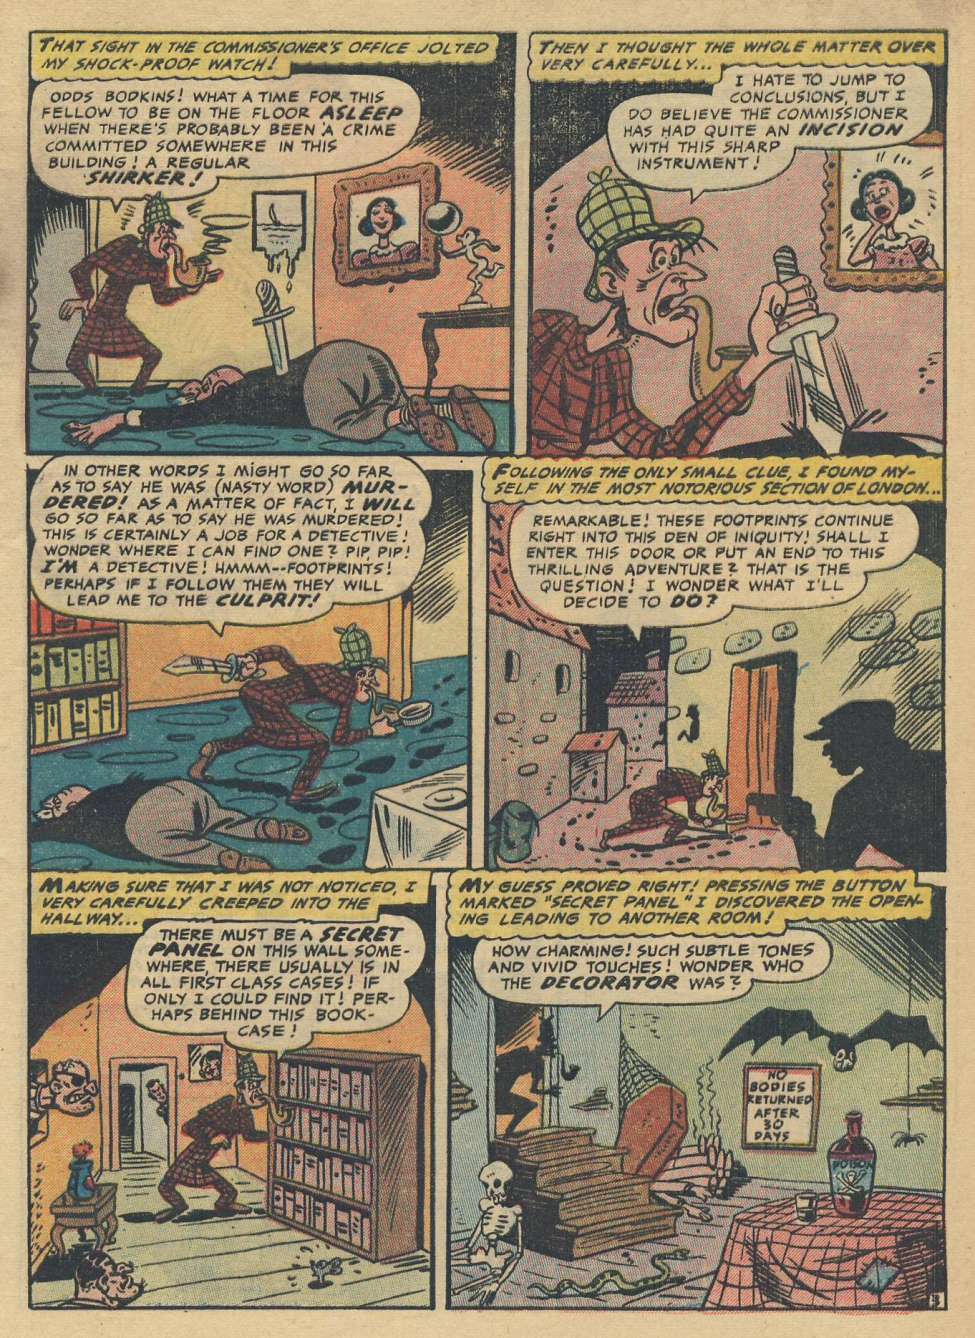 THAT SIGHT IN THE COMMISSIONER'S OFFICE JOLTED
MY SHOCK-PROOF WATCH!
ODDS BODKINS! WHAT A TIME FOR THIS
FELLOW TO BE ON THE FLOOR ASLEEP
WHEN THERE'S PROBABLY BEEN A CRIME
COMMITTED SOMEWHERE IN THIS
BUILDING! A REGULAR
SHIRKER!
THEN I THOUGHT THE WHOLE MATTER OVER
VERY CAREFULLY...
I HATE TO JUMP TO
CONCLUSIONS, BUT I
DO BELIEVE THE COMMISSIONER
HAS HAD QUITE AN INCISION
WITH THIS SHARP
INSTRUMENT!
IN OTHER WORDS I MIGHT GO SO FAR
AS TO SAY HE WAS (NASTY WORD) MUR-
DERED! AS A MATTER OF FACT, I WILL
GO SO FAR AS TO SAY HE WAS MURDERED!
THIS IS CERTAINLY A JOB FOR A DETECTIVE!
WONDER WHERE I CAN FIND ONE? PIP, PIP!
I'M A DETECTIVE! HMMM--FOOTPRINTS!
PERHAPS IF I FOLLOW THEM THEY WILL
LEAD ME TO THE CULPRIT!
FOLLOWING THE ONLY SMALL CLUE, I FOUND MY-
SELF IN THE MOST NOTORIOUS SECTION OF LONDON...
REMARKABLE! THESE FOOTPRINTS CONTINUE
RIGHT INTO THIS DEN OF INIQUITY! SHALL I
ENTER THIS DOOR OR PUT AN END TO THIS
THRILLING ADVENTURE? THAT IS THE
QUESTION! I WONDER WHAT I'LL
DECIDE TO DO?
MAKING SURE THAT I WAS NOT NOTICED, I
VERY CAREFULLY CREEPED INTO THE
HALLWAY...
THERE MUST BE A SECRET
PANEL ON THIS WALL SOME-
WHERE, THERE USUALLY IS IN
ALL FIRST CLASS CASES! IF
ONLY I COULD FIND IT! PER-
HAPS BEHIND THIS BOOK-
CASE!
MY GUESS PROVED RIGHT! PRESSING THE BUTTON
MARKED "SECRET PANEL" I DISCOVERED THE OPEN-
ING LEADING TO ANOTHER ROOM!
HOW CHARMING! SUCH SUBTLE TONES
AND VIVID TOUCHES! WONDER WHO
THE DECORATOR WAS?
NO
BODIES
RETURNED
AFTER
30
DAYS
POISON
3